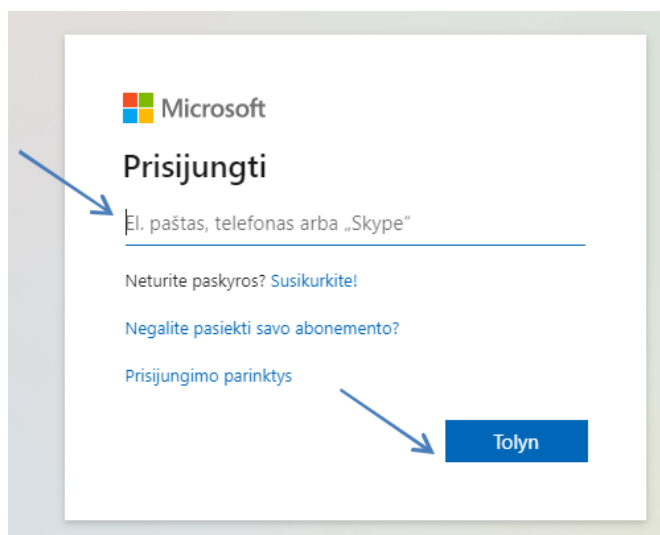 Microsoft
Prisijungti
El. paštas, telefonas arba „Skype“
Neturite paskyros? Susikurkite!
Negalite pasiekti savo abonemento?
Prisijungimo parinktys
Tolyn